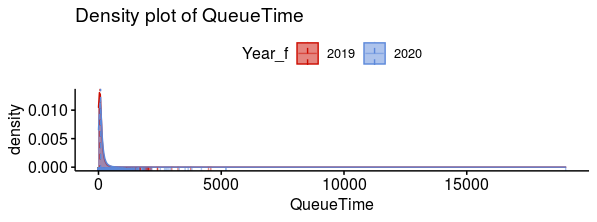 Density plot of QueueTime
Year_f 2019 2020
density
0.010
0.005
0.000
0 5000 10000 15000
QueueTime